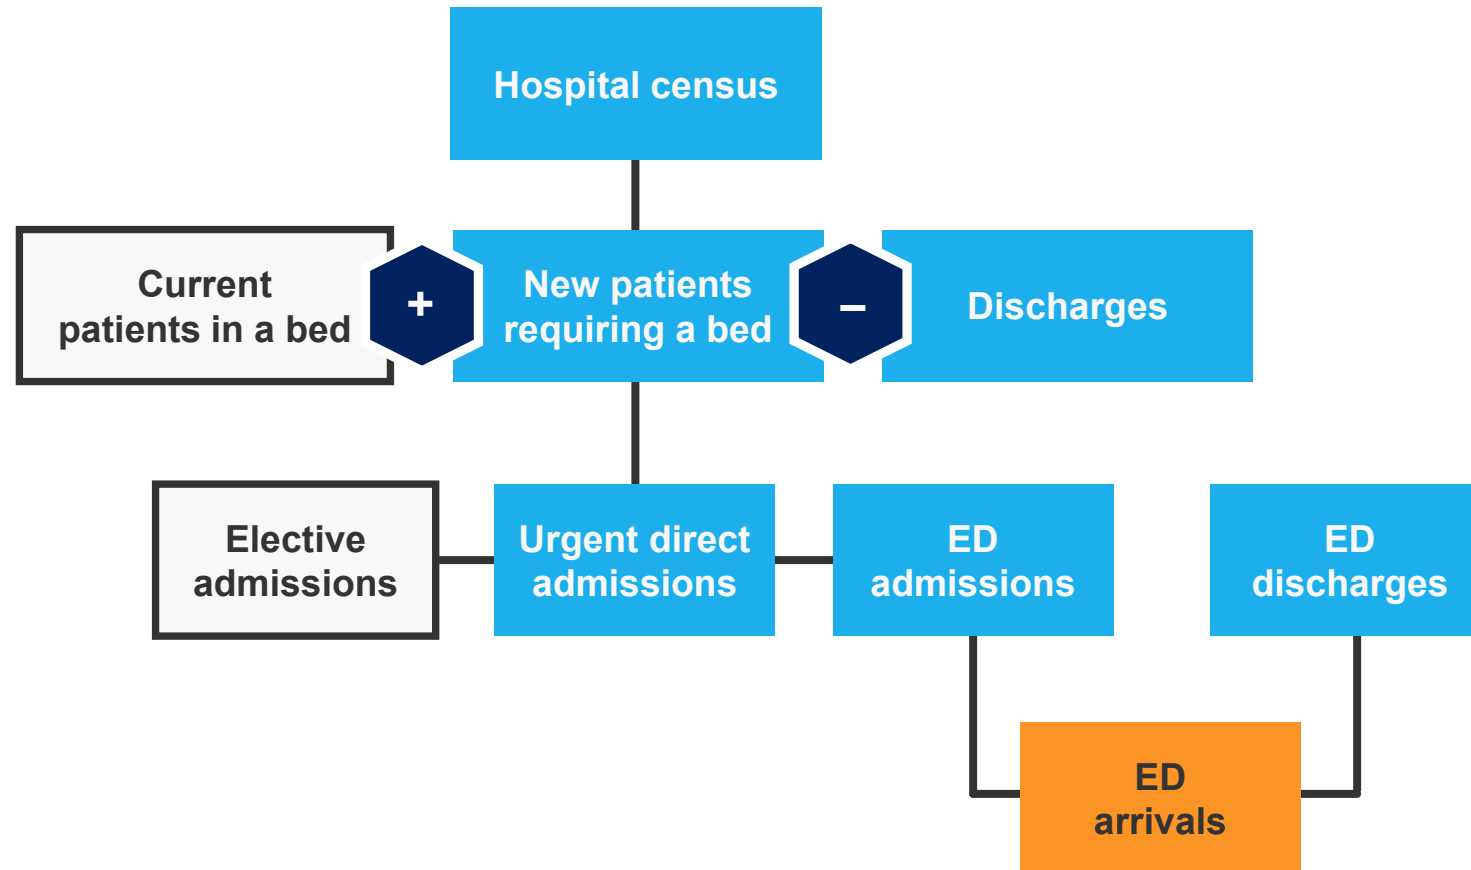 Hospital census
Current
patients in a bed
+
New patients
requiring a bed
–
Discharges
Elective
admissions
Urgent direct
admissions
ED
admissions
ED
discharges
ED
arrivals